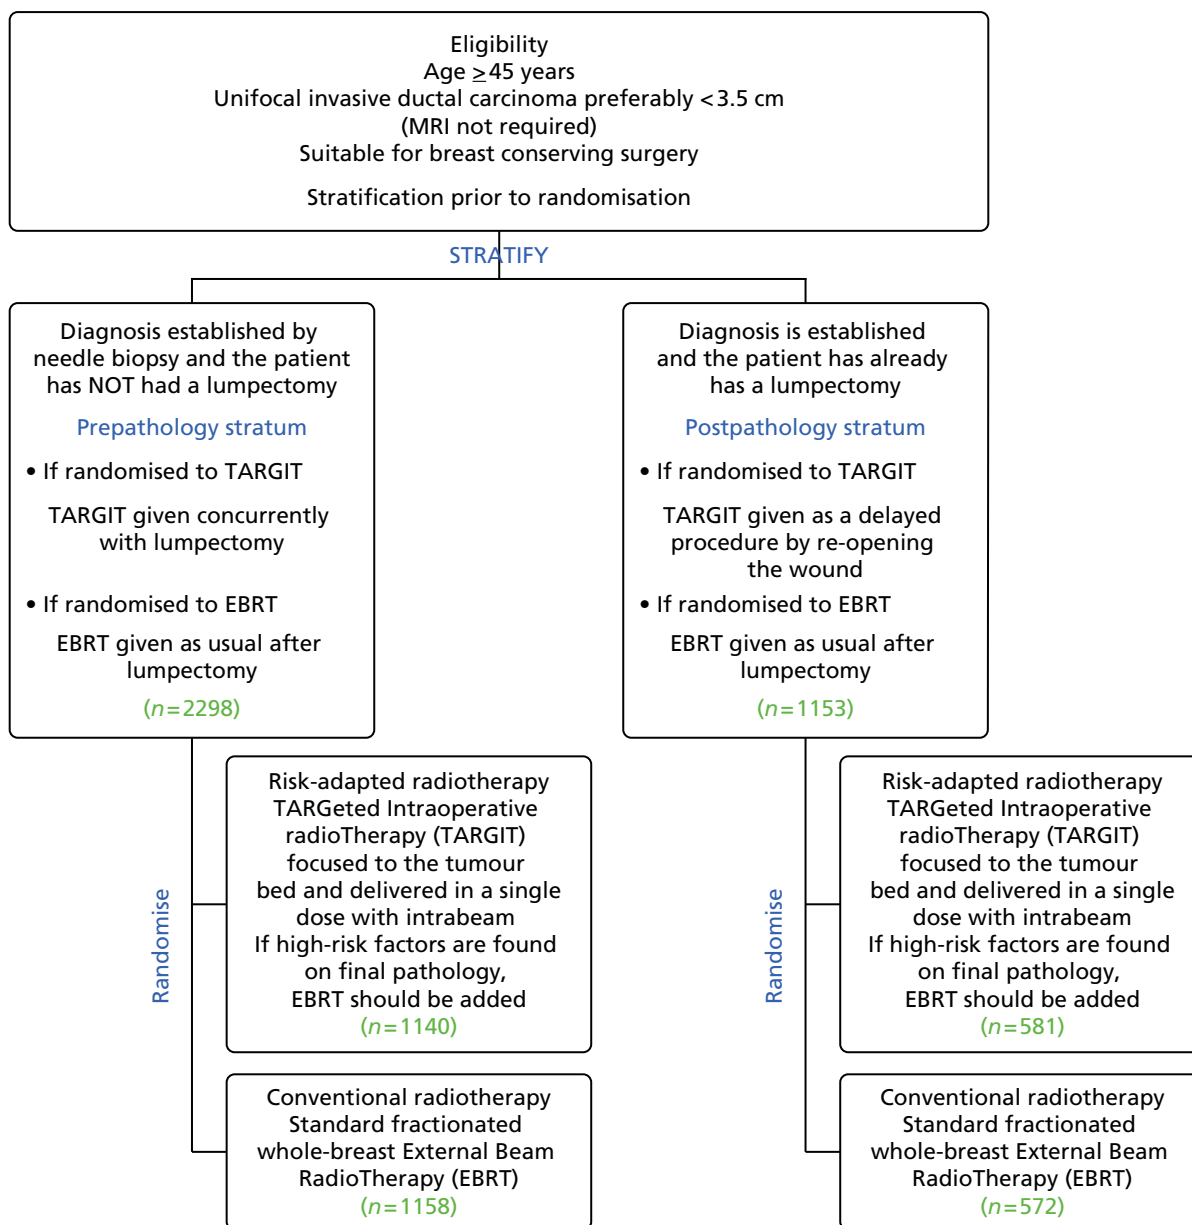 Eligibility
Age ≥45 years
Unifocal invasive ductal carcinoma preferably <3.5 cm
(MRI not required)
Suitable for breast conserving surgery
Stratification prior to randomisation
STRATIFY
Diagnosis established by
needle biopsy and the patient
has NOT had a lumpectomy
Prepathology stratum
• If randomised to TARGIT
TARGIT given concurrently
with lumpectomy
• If randomised to EBRT
EBRT given as usual after
lumpectomy
(n=2298)
Diagnosis is established
and the patient has already
has a lumpectomy
Postpathology stratum
• If randomised to TARGIT
TARGIT given as a delayed
procedure by re-opening
the wound
• If randomised to EBRT
EBRT given as usual after
lumpectomy
(n=1153)
Randomise
Risk-adapted radiotherapy
TARGeted Intraoperative
radioTherapy (TARGIT)
focused to the tumour
bed and delivered in a single
dose with intrabeam
If high-risk factors are found
on final pathology,
EBRT should be added
(n=1140)
Conventional radiotherapy
Standard fractionated
whole-breast External Beam
RadioTherapy (EBRT)
(n=1158)
Randomise
Risk-adapted radiotherapy
TARGeted Intraoperative
radioTherapy (TARGIT)
focused to the tumour
bed and delivered in a single
dose with intrabeam
If high-risk factors are found
on final pathology,
EBRT should be added
(n=581)
Conventional radiotherapy
Standard fractionated
whole-breast External Beam
RadioTherapy (EBRT)
(n=572)